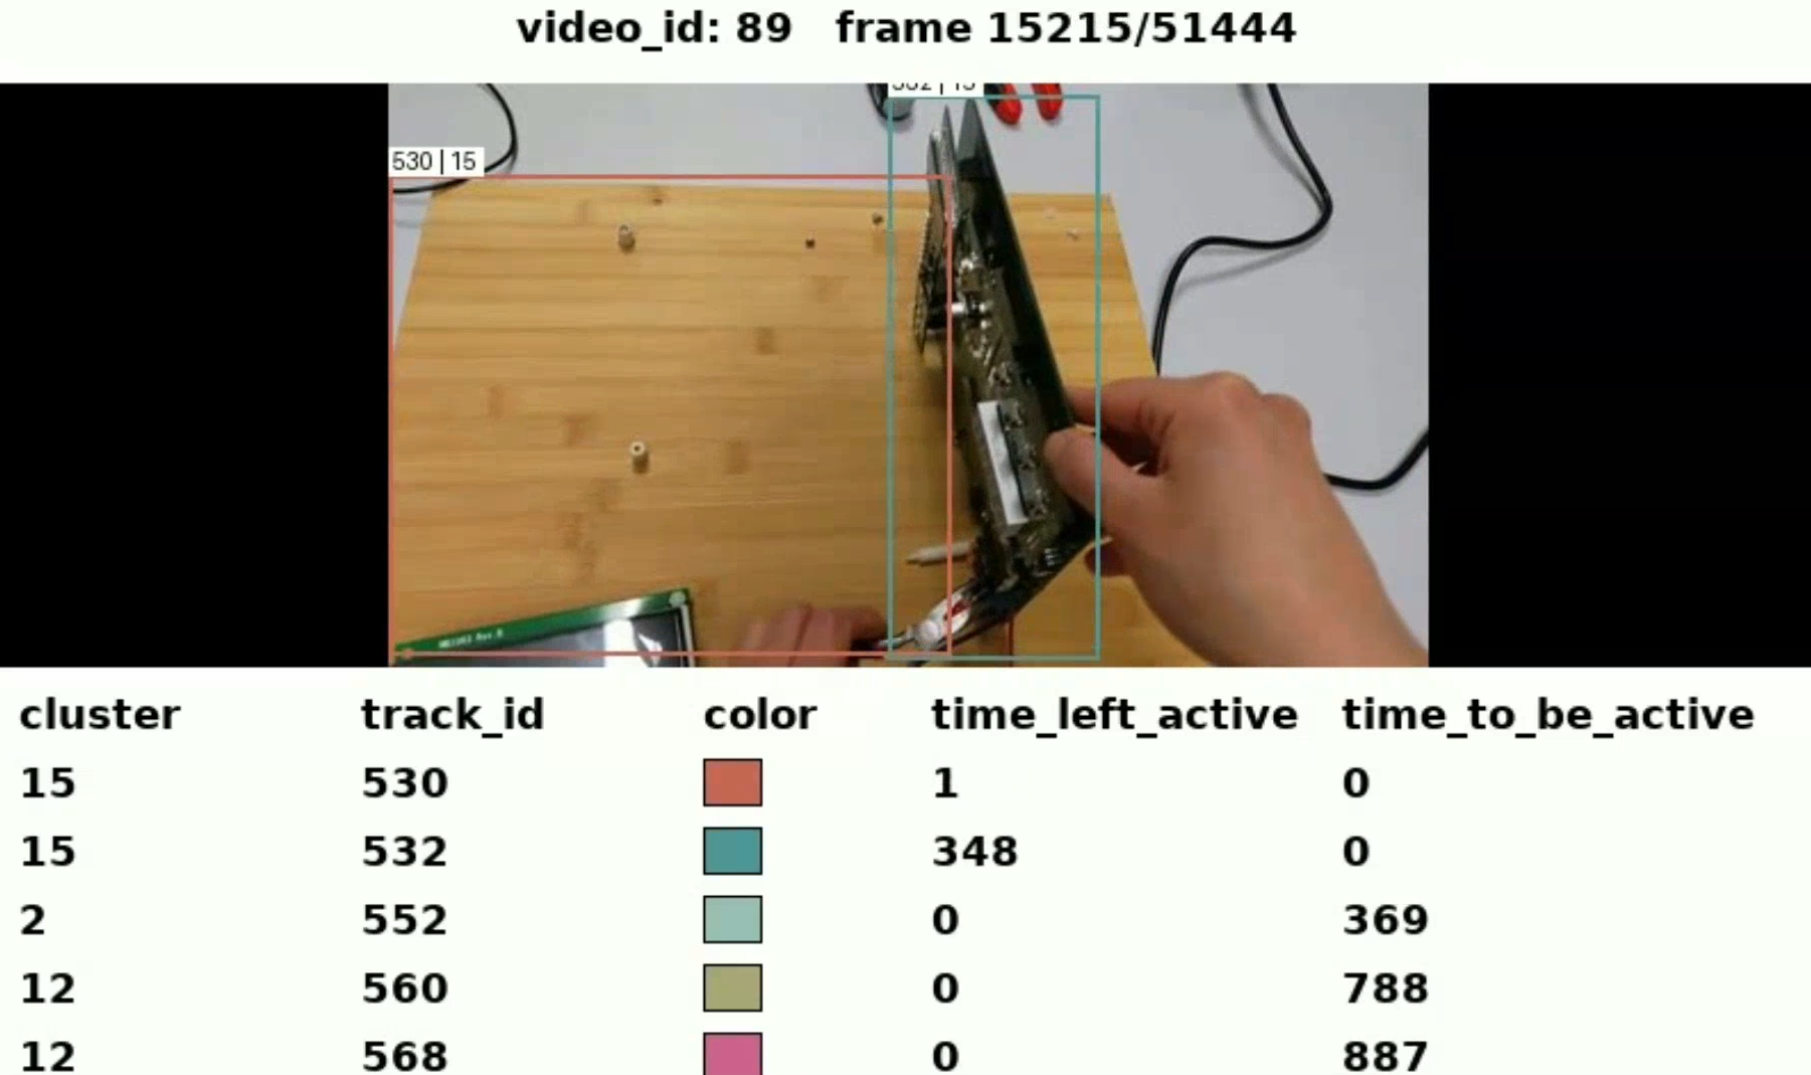 video_id: 89 frame 15215/51444
530 | 15
cluster track_id color time_left_active time_to_be_active
15 530 1 0
15 532 348 0
2 552 0 369
12 560 0 788
12 568 0 887